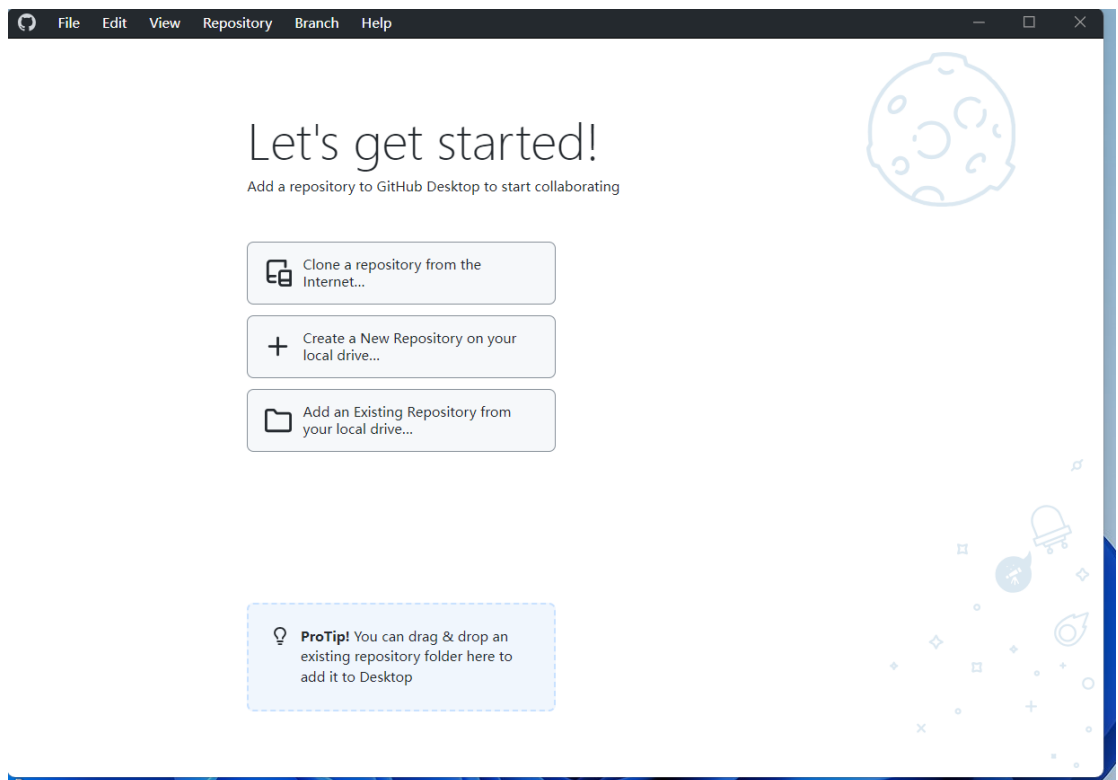 File Edit View Repository Branch Help
Let's get started!
Add a repository to GitHub Desktop to start collaborating
Clone a repository from the
Internet...
Create a New Repository on your
local drive...
Add an Existing Repository from
your local drive...
ProTip! You can drag & drop an
existing repository folder here to
add it to Desktop